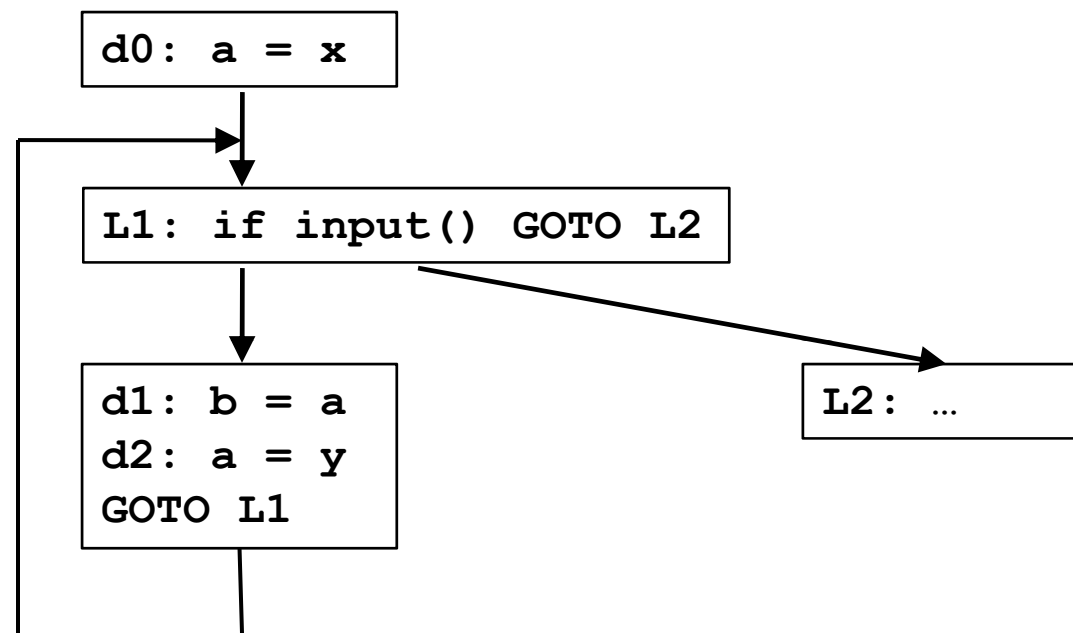 d0: a = x
L1: if input() GOTO L2
d1: b = a
d2: a = y
GOTO L1
L2: …